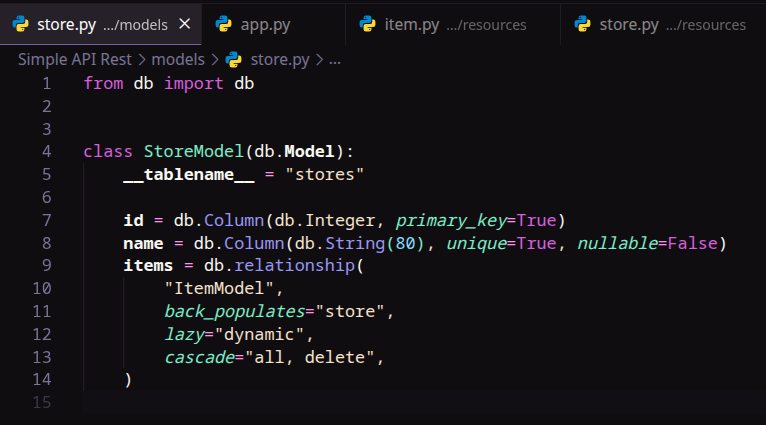 store.py .../models × app.py item.py .../resources store.py .../resources
Simple API Rest > models > store.py > ...
1 from db import db
2
3
4 class StoreModel(db.Model):
5     __tablename__ = "stores"
6
7     id = db.Column(db.Integer, primary_key=True)
8     name = db.Column(db.String(80), unique=True, nullable=False)
9     items = db.relationship(
10         "ItemModel",
11         back_populates="store",
12         lazy="dynamic",
13         cascade="all, delete",
14     )
15